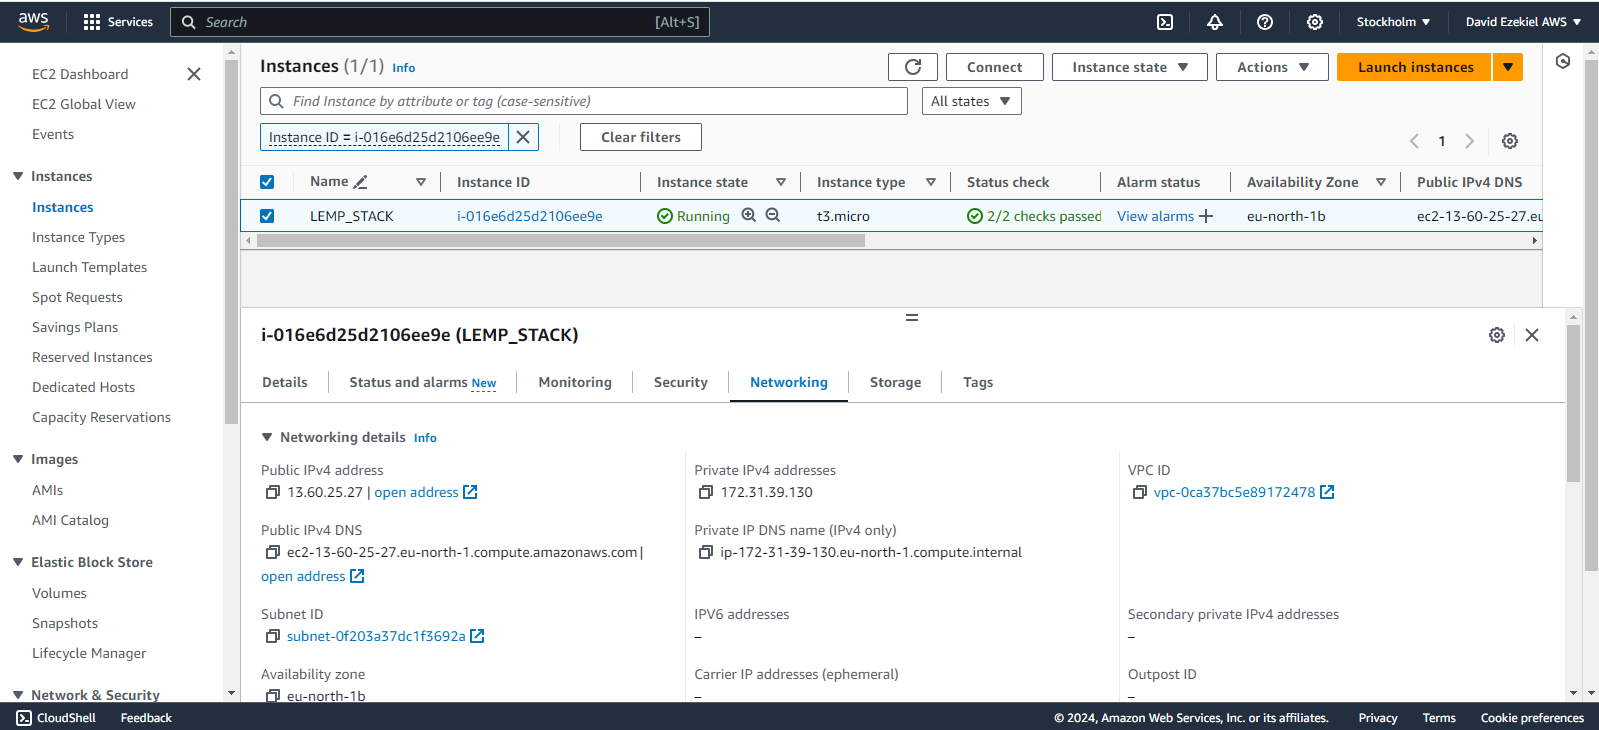 aws Services Search [Alt+S] Stockholm David Ezekiel AWS
EC2 Dashboard
EC2 Global View
Events
Instances
Instances
Instance Types
Launch Templates
Spot Requests
Savings Plans
Reserved Instances
Dedicated Hosts
Capacity Reservations
Images
AMIs
AMI Catalog
Elastic Block Store
Volumes
Snapshots
Lifecycle Manager
Network & Security
Instances (1/1) Info Connect Instance state Actions Launch instances
Find Instance by attribute or tag (case-sensitive) All states
Instance ID = i-016e6d25d2106ee9e Clear filters 1
Name Instance ID Instance state Instance type Status check Alarm status Availability Zone Public IPv4 DNS
LEMP_STACK i-016e6d25d2106ee9e Running t3.micro 2/2 checks passed View alarms eu-north-1b ec2-13-60-25-27.eu
i-016e6d25d2106ee9e (LEMP_STACK)
Details Status and alarms New Monitoring Security Networking Storage Tags
Networking details Info
Public IPv4 address Private IPv4 addresses VPC ID
13.60.25.27 | open address 172.31.39.130 vpc-0ca37bc5e89172478
Public IPv4 DNS Private IP DNS name (IPv4 only)
ec2-13-60-25-27.eu-north-1.compute.amazonaws.com | ip-172-31-39-130.eu-north-1.compute.internal
open address
Subnet ID IPV6 addresses Secondary private IPv4 addresses
subnet-0f203a37dc1f3692a – –
Availability zone Carrier IP addresses (ephemeral) Outpost ID
eu-north-1b – –
CloudShell Feedback © 2024, Amazon Web Services, Inc. or its affiliates. Privacy Terms Cookie preferences